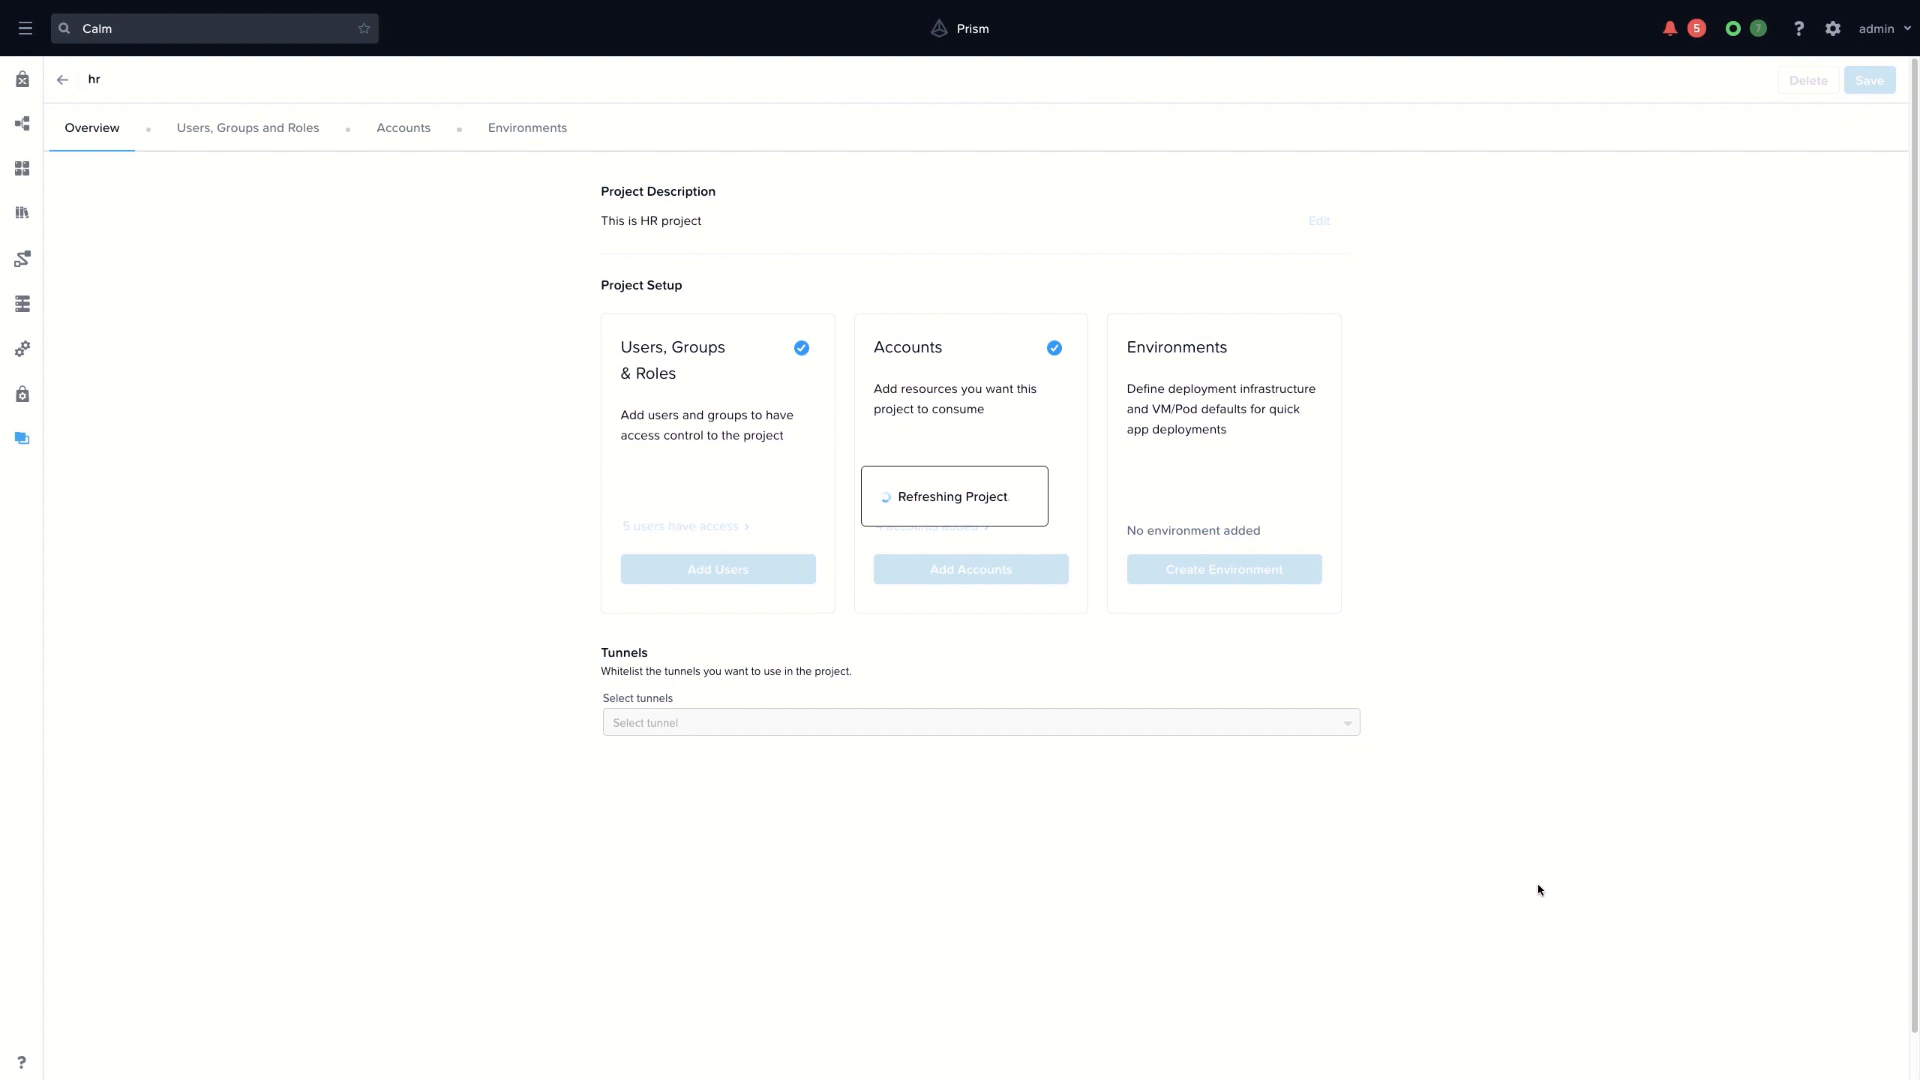 Calm
Prism
5
7
?
admin
hr
Delete
Save
Overview
Users, Groups and Roles
Accounts
Environments
Project Description
This is HR project
Edit
Project Setup
Users, Groups
& Roles
Add users and groups to have
access control to the project
5 users have access
Add Users
Accounts
Add resources you want this
project to consume
Refreshing Project.
accounts added
Add Accounts
Environments
Define deployment infrastructure
and VM/Pod defaults for quick
app deployments
No environment added
Create Environment
Tunnels
Whitelist the tunnels you want to use in the project.
Select tunnels
Select tunnel
?